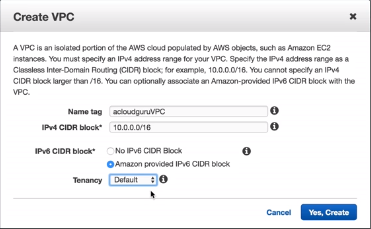 Create VPC
A VPC is an isolated portion of the AWS cloud populated by AWS objects, such as Amazon EC2
instances. You must specify an IPv4 address range for your VPC. Specify the IPv4 address range as a
Classless Inter-Domain Routing (CIDR) block; for example, 10.0.0.0/16. You cannot specify an IPv4
CIDR block larger than /16. You can optionally associate an Amazon-provided IPv6 CIDR block with the
VPC.
Name tag acloudguruVPC
IPv4 CIDR block* 10.0.0.0/16
IPv6 CIDR block* No IPv6 CIDR Block
Amazon provided IPv6 CIDR block
Tenancy Default
Cancel Yes, Create